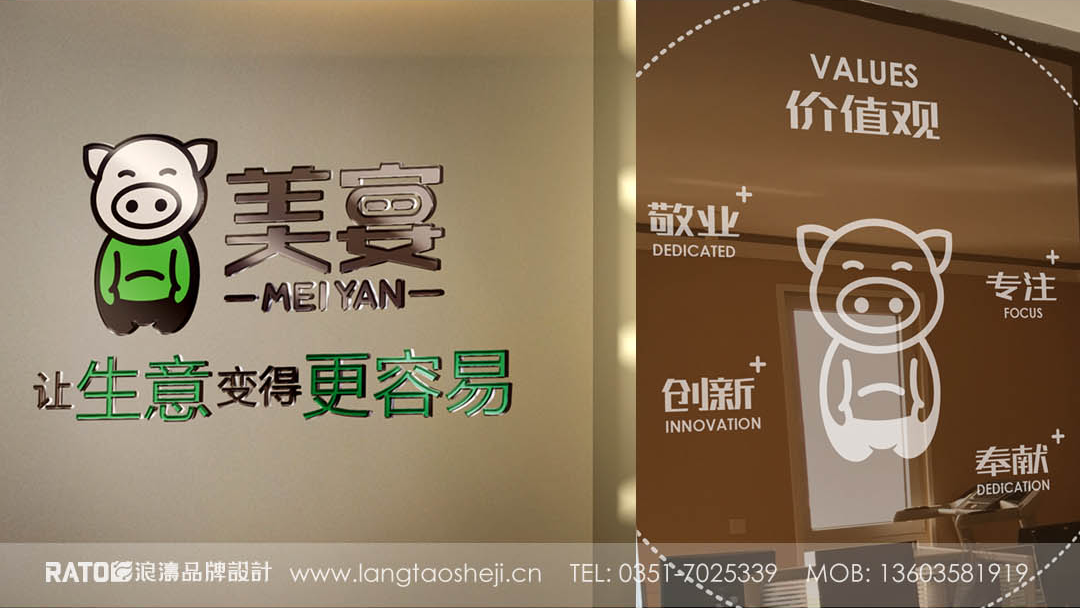 美宴
MEI YAN
让生意变得更容易
VALUES
价值观
敬业
DEDICATED
专注
FOCUS
创新
INNOVATION
奉献
DEDICATION
RATO 浪濤品牌設計 www.langtaosheji.cn TEL: 0351-7025339 MOB: 13603581919